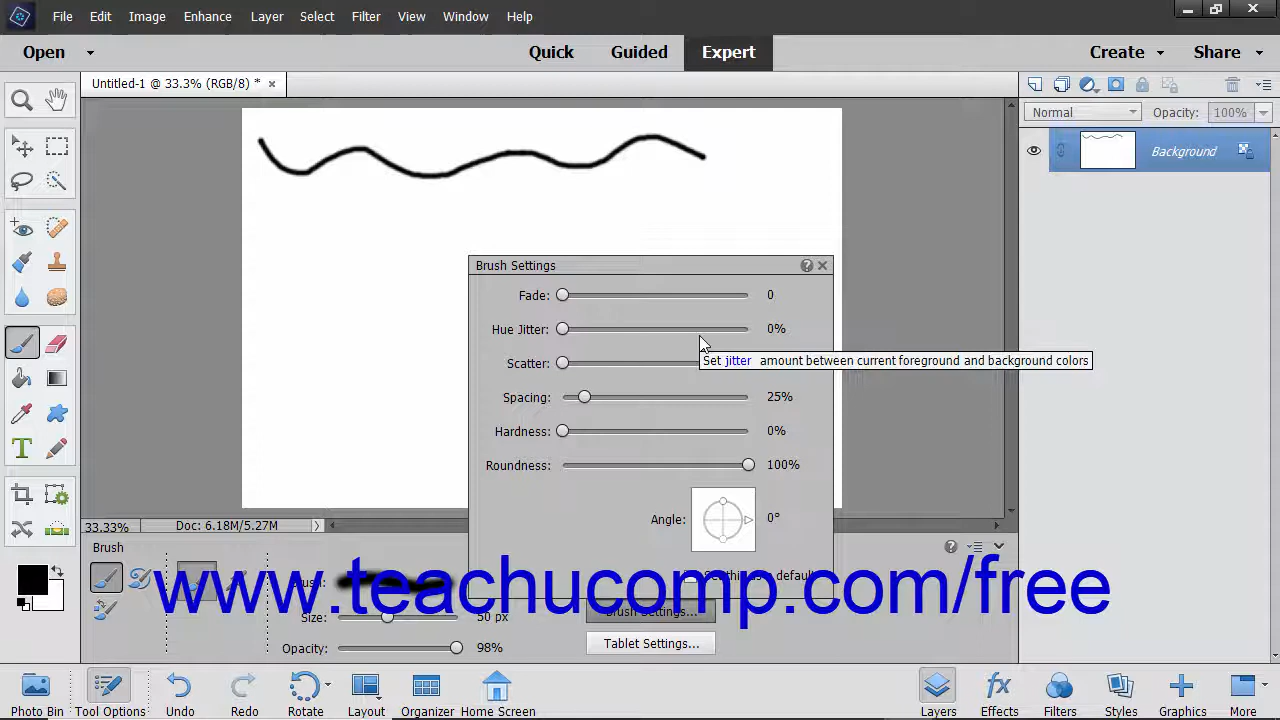 File Edit Image Enhance Layer Select Filter View Window Help
Open Quick Guided Expert Create Share
Untitled-1 @ 33.3% (RGB/8) * ×
Normal Opacity: 100%
Background
Brush Settings
Fade: 0
Hue Jitter: 0%
Set jitter amount between current foreground and background colors
Scatter:
Spacing: 25%
Hardness: 0%
Roundness: 100%
Angle: 0°
33.33% Doc: 6.18M/5.27M
Brush
Brush:
www.teachucomp.com/free
Size: 50 px
Brush Settings...
Opacity: 98%
Tablet Settings...
Photo Bin Tool Options Undo Redo Rotate Layout Organizer Home Screen Layers Effects Filters Styles Graphics More